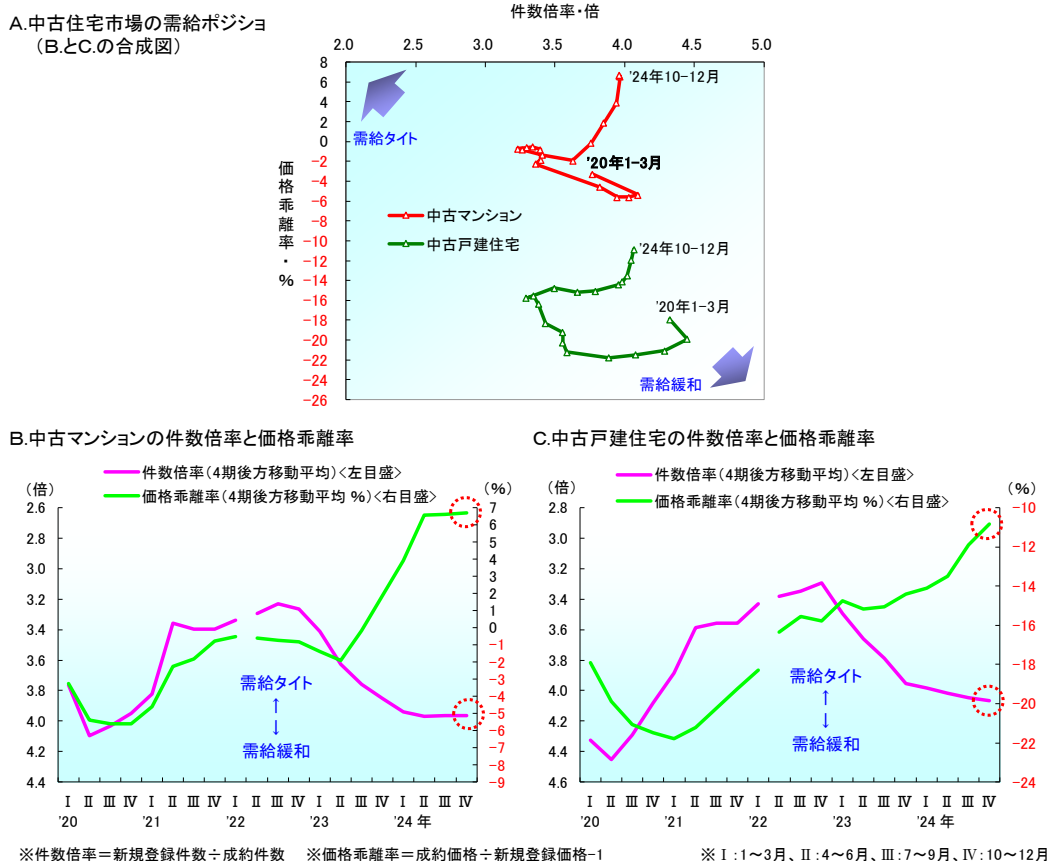 件数倍率・倍
A.中古住宅市場の需給ポジショ
（B.とC.の合成図）
2.0 2.5 3.0 3.5 4.0 4.5 5.0
8
6
4
2
0
-2
-4
-6
-8
-10
-12
-14
-16
-18
-20
-22
-24
-26
価格乖離率・%
需給タイト
'24年10-12月
'20年1-3月
中古マンション
中古戸建住宅
'24年10-12月
'20年1-3月
需給緩和
B.中古マンションの件数倍率と価格乖離率
件数倍率（4期後方移動平均）<左目盛>
価格乖離率（4期後方移動平均 %）<右目盛>
（倍）
（%）
2.6
2.8
3.0
3.2
3.4
3.6
3.8
4.0
4.2
4.4
7
6
5
4
3
2
1
0
-1
-2
-3
-4
-5
-6
-7
-8
-9
需給タイト
↑
↓
需給緩和
Ⅰ Ⅱ Ⅲ Ⅳ Ⅰ Ⅱ Ⅲ Ⅳ Ⅰ Ⅱ Ⅲ Ⅳ Ⅰ Ⅱ Ⅲ Ⅳ Ⅰ Ⅱ Ⅲ Ⅳ
'20 '21 '22 '23 '24 年
C.中古戸建住宅の件数倍率と価格乖離率
件数倍率（4期後方移動平均）<左目盛>
価格乖離率（4期後方移動平均 %）<右目盛>
（倍）
（%）
2.6
2.8
3.0
3.2
3.4
3.6
3.8
4.0
4.2
4.4
4.6
-10
-12
-14
-16
-18
-20
-22
-24
需給タイト
↑
↓
需給緩和
Ⅰ Ⅱ Ⅲ Ⅳ Ⅰ Ⅱ Ⅲ Ⅳ Ⅰ Ⅱ Ⅲ Ⅳ Ⅰ Ⅱ Ⅲ Ⅳ Ⅰ Ⅱ Ⅲ Ⅳ
'20 '21 '22 '23 '24 年
※件数倍率＝新規登録件数÷成約件数 ※価格乖離率＝成約価格÷新規登録価格-1 ※Ⅰ:1～3月、Ⅱ:4～6月、Ⅲ:7～9月、Ⅳ:10～12月